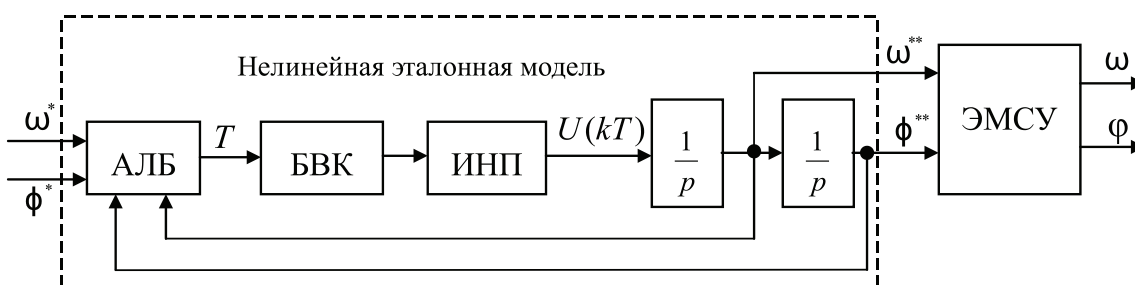 Нелинейная эталонная модель
ω*
ϕ*
АЛБ
T
БВК
ИНП
U(kT)
1
p
1
p
ω**
ϕ**
ЭМСУ
ω
φ